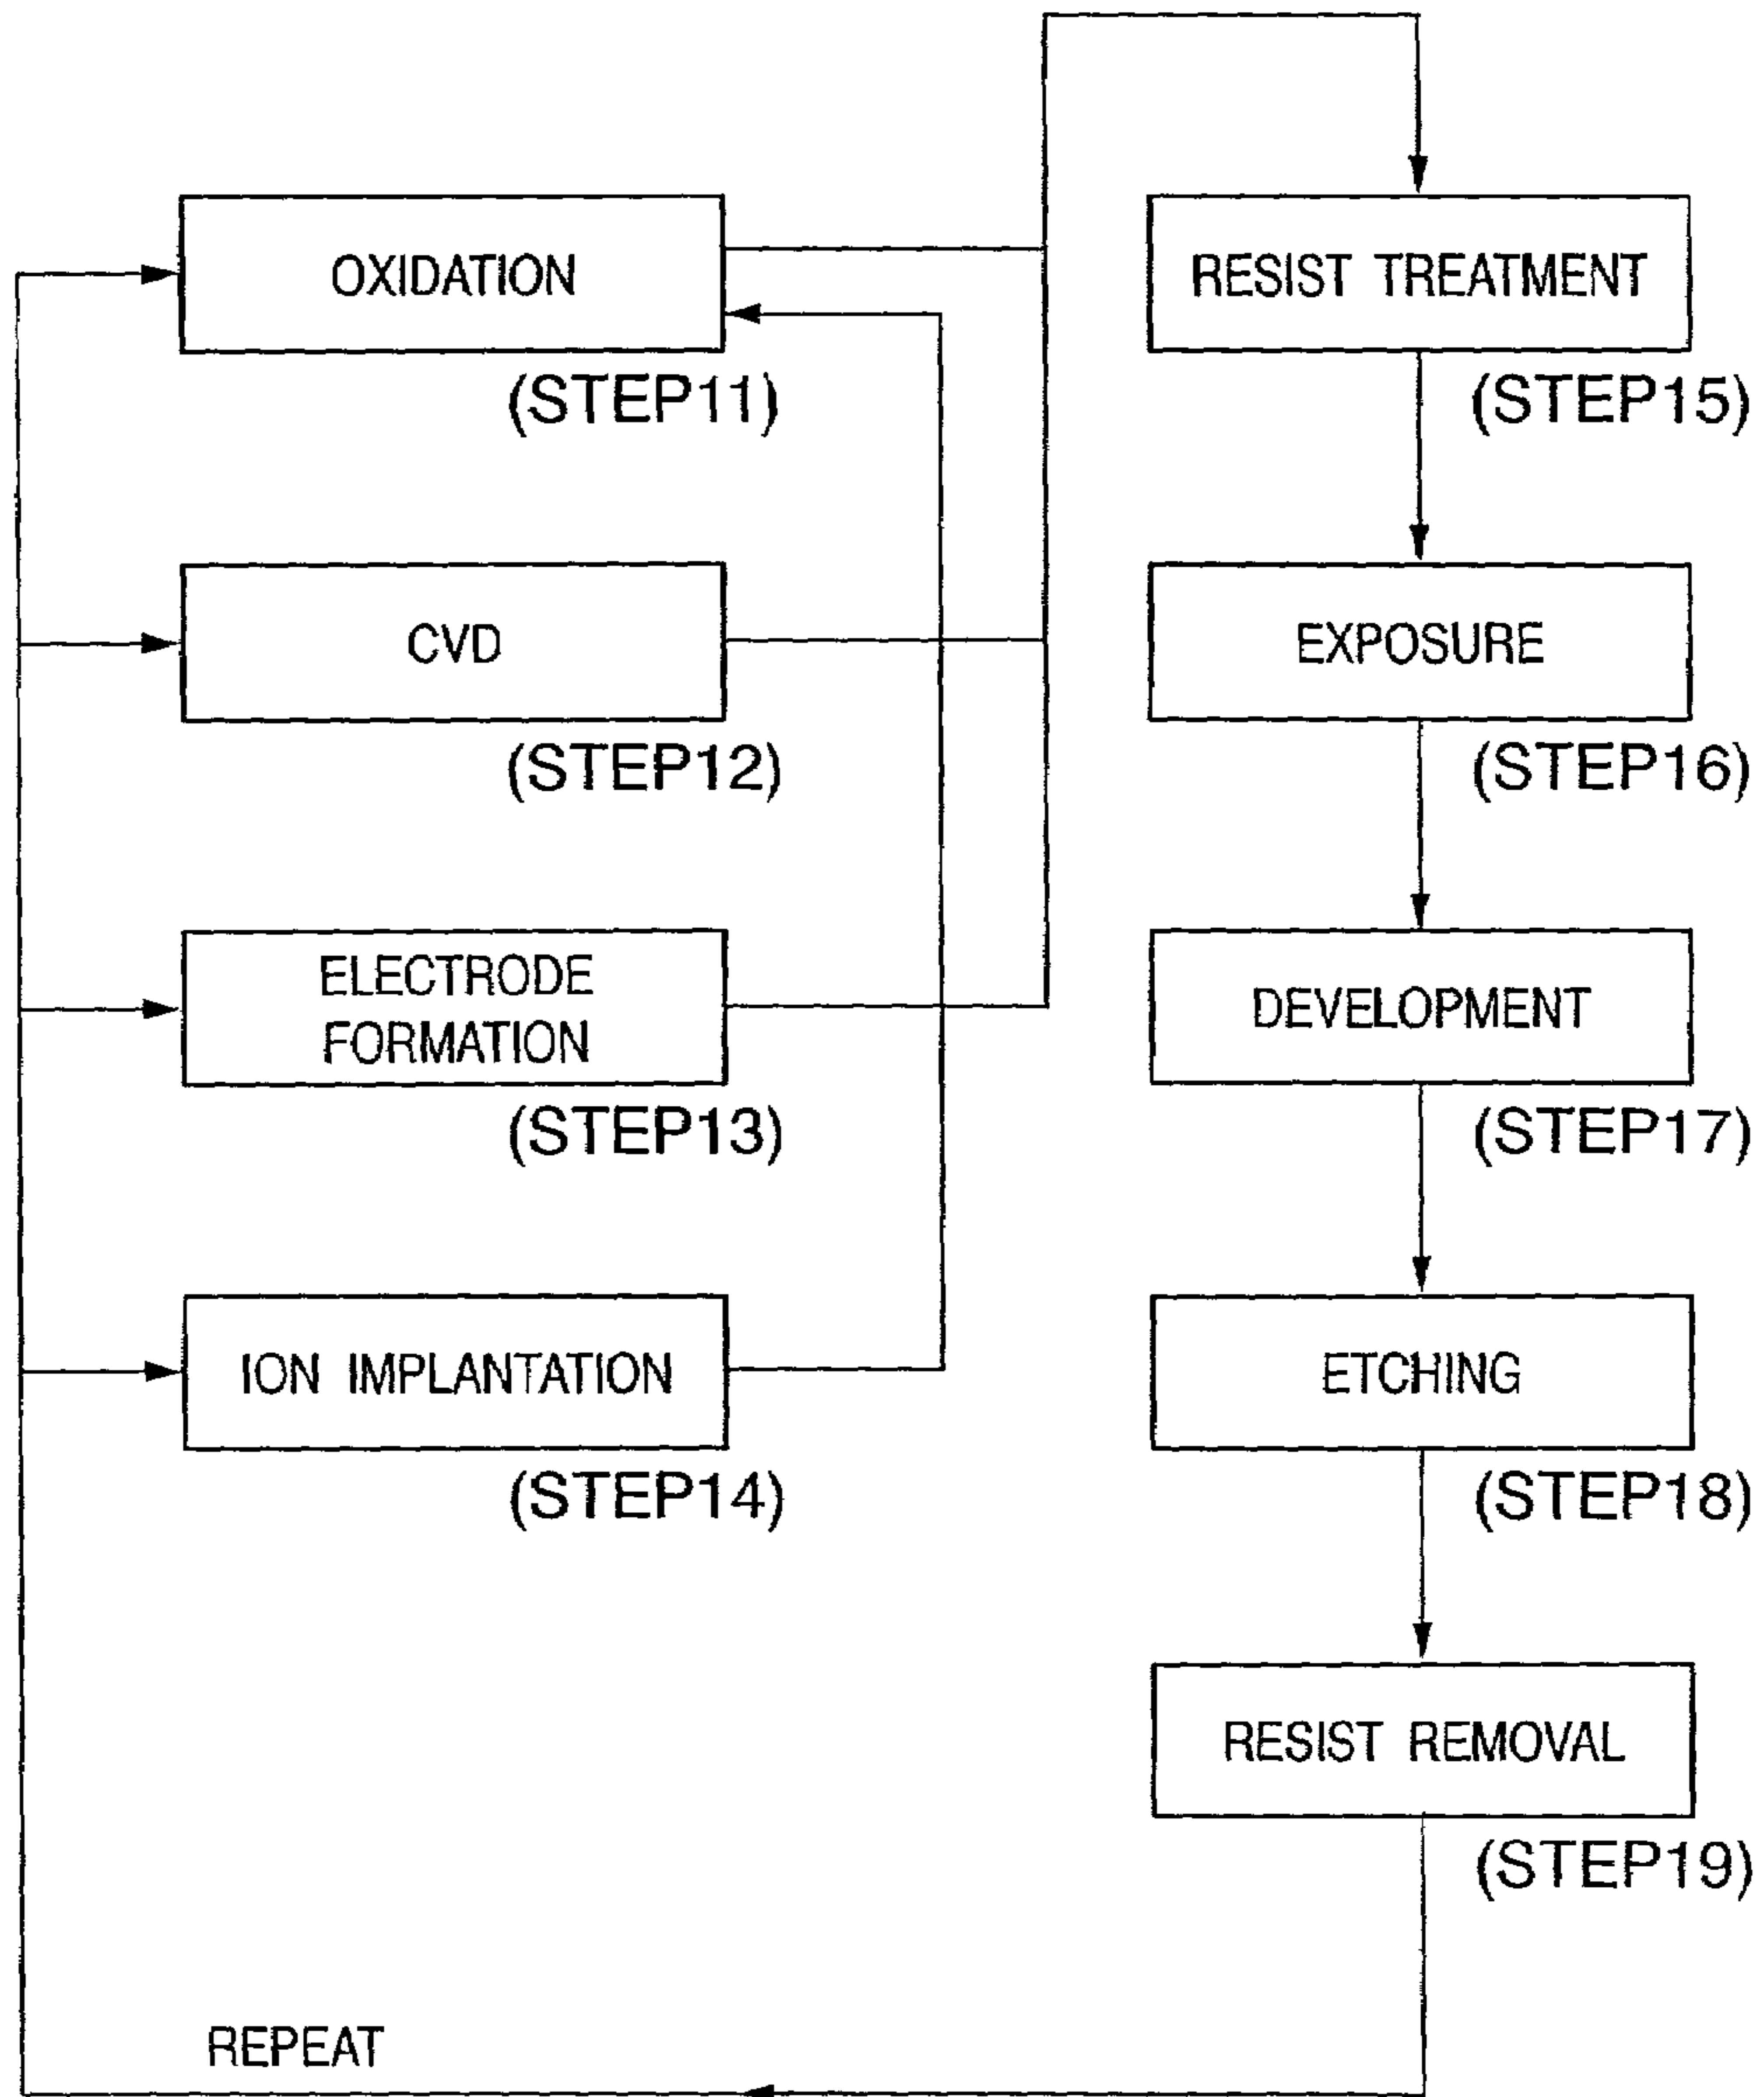 OXIDATION
(STEP11)
CVD
(STEP12)
ELECTRODE
FORMATION
(STEP13)
ION IMPLANTATION
(STEP14)
RESIST TREATMENT
(STEP15)
EXPOSURE
(STEP16)
DEVELOPMENT
(STEP17)
ETCHING
(STEP18)
RESIST REMOVAL
(STEP19)
REPEAT